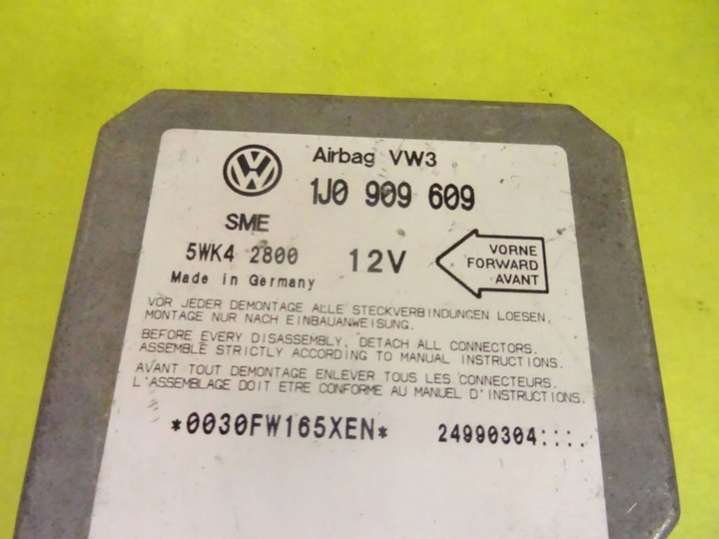 Airbag VW3
1J0 909 609
SME
5WK4 2800
12V
Made in Germany
VORNE
FORWARD
AVANT
VOR JEDER DEMONTAGE ALLE STECKVERBINDUNGEN LOESEN,
MONTAGE NUR NACH EINBAUANWEISUNG.
BEFORE EVERY DISASSEMBLY, DETACH ALL CONNECTORS.
ASSEMBLE STRICTLY ACCORDING TO MANUAL INSTRUCTIONS.
AVANT TOUT DEMONTAGE ENLEVER TOUS LES CONNECTEURS.
L'ASSEMBLAGE DOIT ETRE CONFORME AU MANUEL D'INSTRUCTIONS.
*0030FW165XEN*
24990304::::